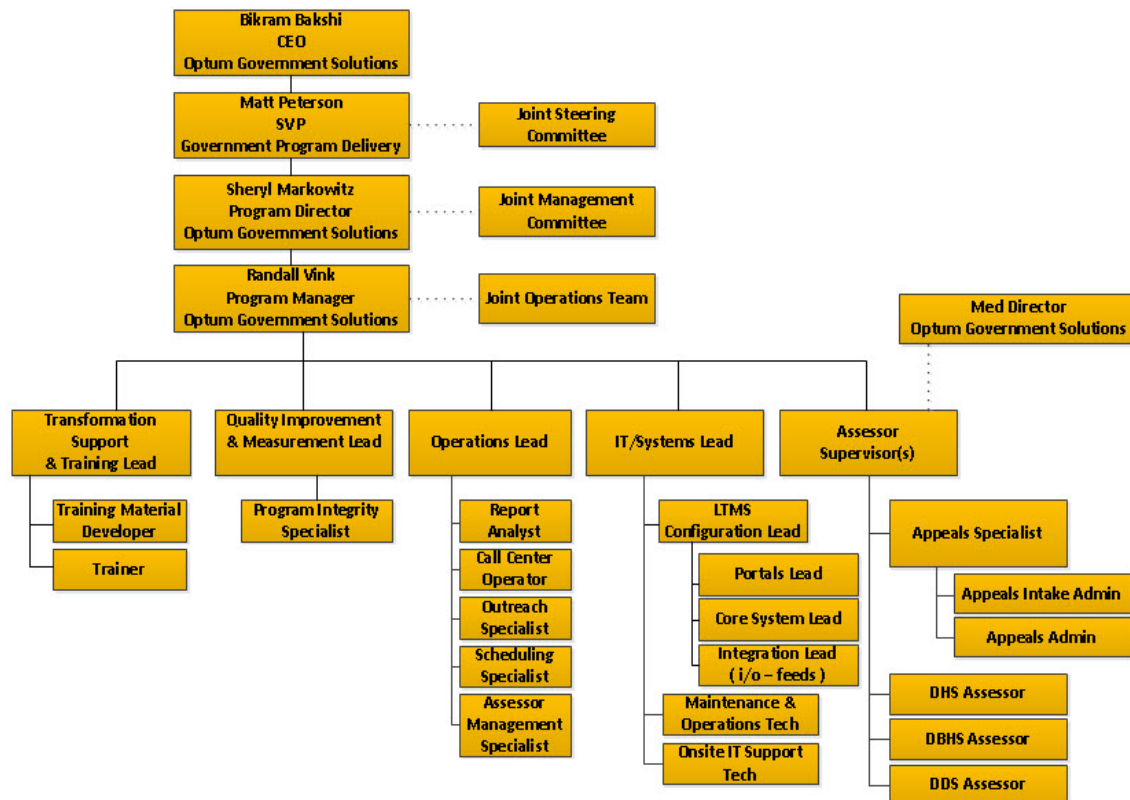 Bikram Bakshi
CEO
Optum Government Solutions
Matt Peterson
SVP
Government Program Delivery
Joint Steering
Committee
Sheryl Markowitz
Program Director
Optum Government Solutions
Joint Management
Committee
Randall Vink
Program Manager
Optum Government Solutions
Joint Operations Team
Med Director
Optum Government Solutions
Transformation
Support
& Training Lead
Training Material
Developer
Trainer
Quality Improvement
& Measurement Lead
Program Integrity
Specialist
Operations Lead
Report
Analyst
Call Center
Operator
Outreach
Specialist
Scheduling
Specialist
Assessor
Management
Specialist
IT/Systems Lead
LTMS
Configuration Lead
Portals Lead
Core System Lead
Integration Lead
( i/o – feeds )
Maintenance &
Operations Tech
Onsite IT Support
Tech
Assessor
Supervisor(s)
Appeals Specialist
Appeals Intake Admin
Appeals Admin
DHS Assessor
DBHS Assessor
DDS Assessor